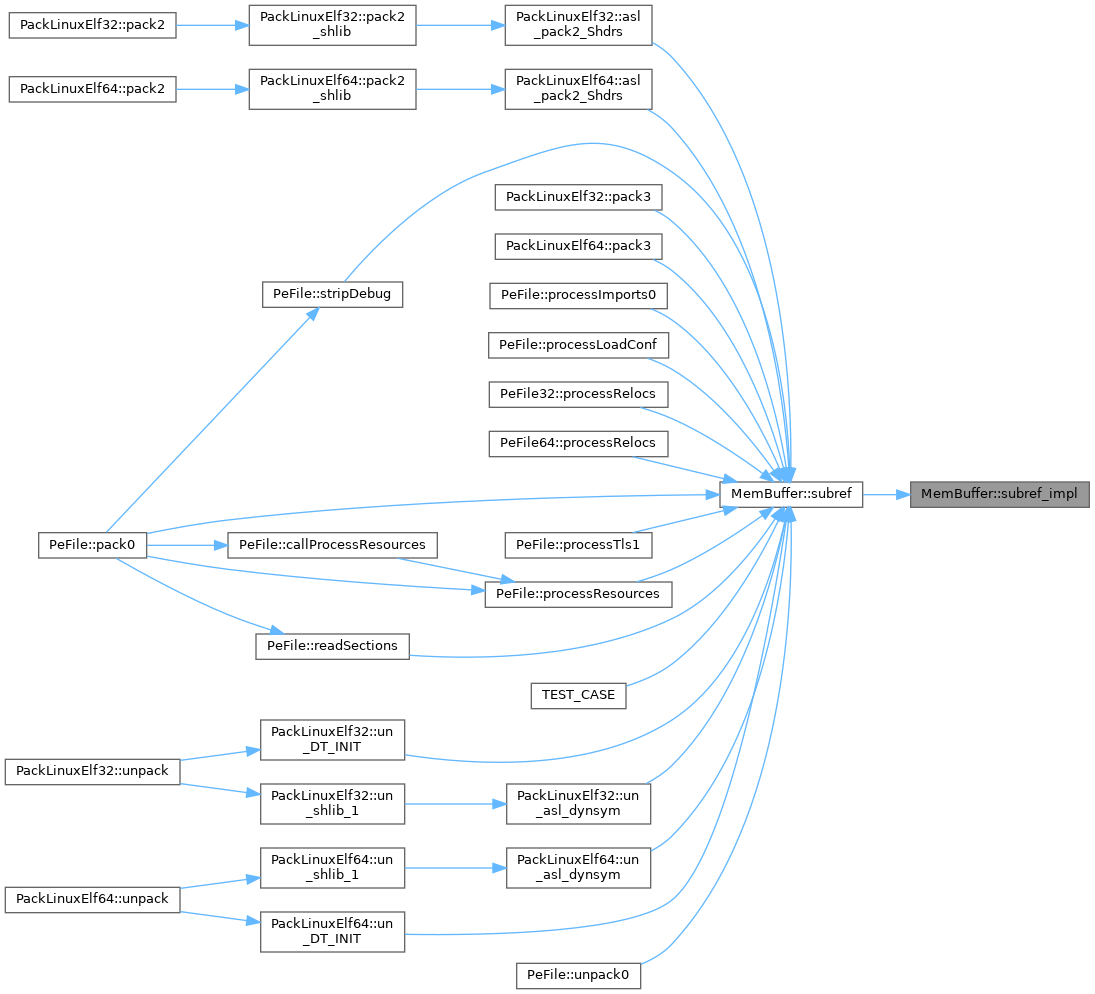 PackLinuxElf32::pack2
PackLinuxElf32::pack2
_shlib
PackLinuxElf32::asl
_pack2_Shdrs
PackLinuxElf64::pack2
PackLinuxElf64::pack2
_shlib
PackLinuxElf64::asl
_pack2_Shdrs
PackLinuxElf32::pack3
PackLinuxElf64::pack3
PeFile::stripDebug
PeFile::processImports0
PeFile::processLoadConf
PeFile32::processRelocs
PeFile64::processRelocs
MemBuffer::subref
MemBuffer::subref_impl
PeFile::pack0
PeFile::callProcessResources
PeFile::processTls1
PeFile::processResources
PeFile::readSections
TEST_CASE
PackLinuxElf32::un
_DT_INIT
PackLinuxElf32::unpack
PackLinuxElf32::un
_shlib_1
PackLinuxElf32::un
_asl_dynsym
PackLinuxElf64::un
_shlib_1
PackLinuxElf64::un
_asl_dynsym
PackLinuxElf64::unpack
PackLinuxElf64::un
_DT_INIT
PeFile::unpack0